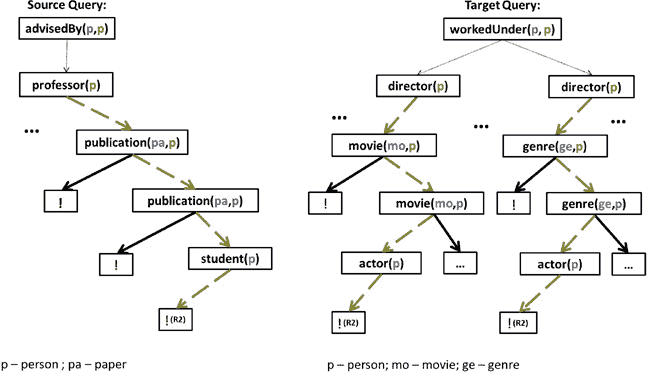 Source Query:
advisedBy(p,p)
professor(p)
...
publication(pa,p)
!
publication(pa,p)
!
student(p)
!(R2)
p – person ; pa – paper
Target Query:
workedUnder(p, p)
director(p)
director(p)
...
...
...
movie(mo,p)
genre(ge,p)
!
movie(mo,p)
!
genre(ge,p)
actor(p)
...
actor(p)
...
!(R2)
!(R2)
p – person; mo – movie; ge – genre